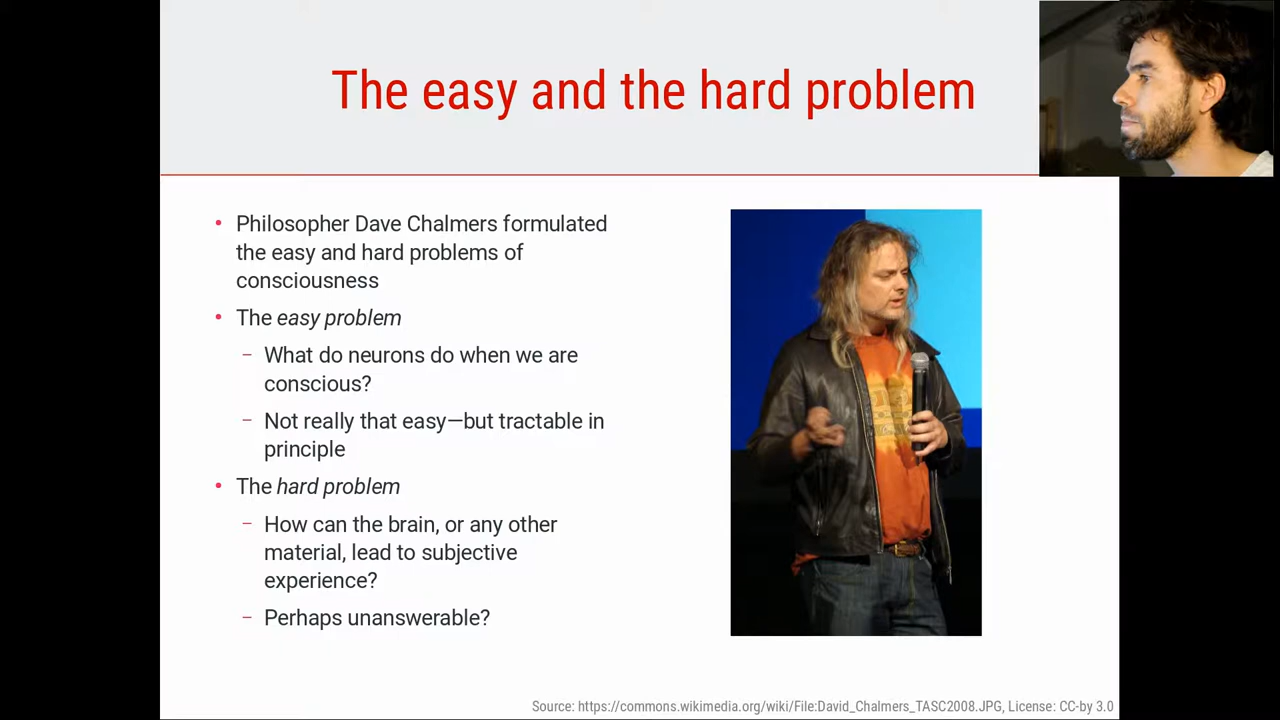 The easy and the hard problem
• Philosopher Dave Chalmers formulated
the easy and hard problems of
consciousness
• The easy problem
– What do neurons do when we are
conscious?
– Not really that easy—but tractable in
principle
• The hard problem
– How can the brain, or any other
material, lead to subjective
experience?
– Perhaps unanswerable?
Source: https://commons.wikimedia.org/wiki/File:David_Chalmers_TASC2008.JPG, License: CC-by 3.0